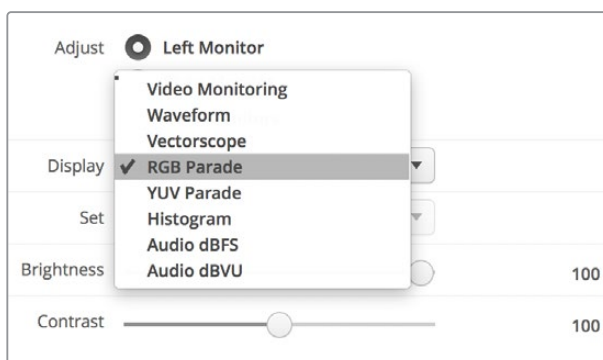 Adjust Left Monitor
Video Monitoring
Waveform
Vectorscope
Display ✓ RGB Parade
YUV Parade
Set Histogram
Audio dBFS
Brightness Audio dBVU 100
Contrast 100